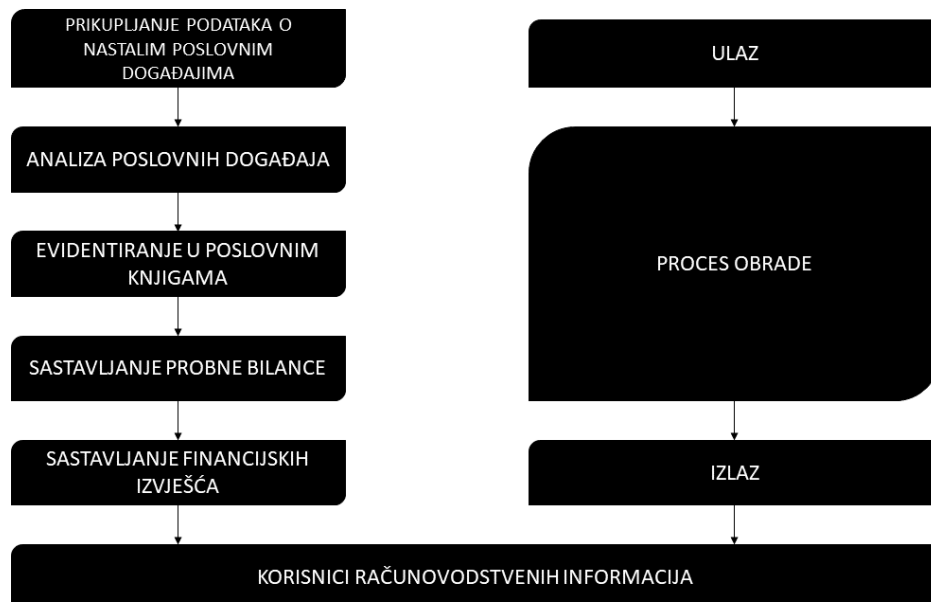 PRIKUPLJANJE PODATAKA O
NASTALIM POSLOVNIM
DOGAĐAJIMA
ANALIZA POSLOVNIH DOGAĐAJA
EVIDENTIRANJE U POSLOVNIM
KNJIGAMA
SASTAVLJANJE PROBNE BILANCE
SASTAVLJANJE FINANCIJSKIH
IZVJEŠĆA
ULAZ
PROCES OBRADE
IZLAZ
KORISNICI RAČUNOVODSTVENIH INFORMACIJA